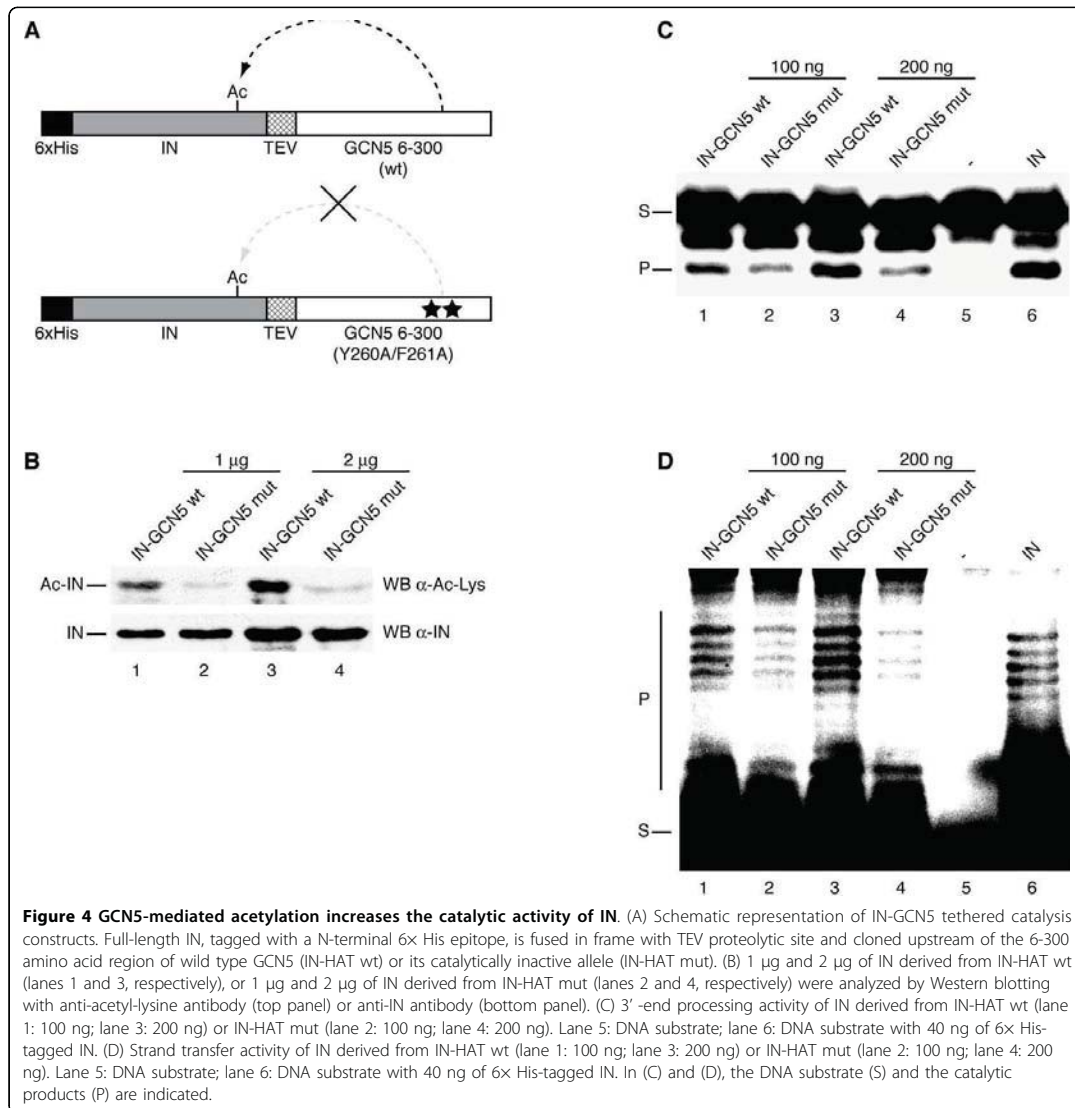 A
Ac
6xHis IN TEV GCN5 6-300
(wt)
Ac
6xHis IN TEV GCN5 6-300
(Y260A/F261A)
B
1 µg 2 µg
IN-GCN5 wt IN-GCN5 mut IN-GCN5 wt IN-GCN5 mut
Ac-IN WB α-Ac-Lys
IN WB α-IN
1 2 3 4
C
100 ng 200 ng
IN-GCN5 wt IN-GCN5 mut IN-GCN5 wt IN-GCN5 mut - IN
S
P
1 2 3 4 5 6
D
100 ng 200 ng
IN-GCN5 wt IN-GCN5 mut IN-GCN5 wt IN-GCN5 mut - IN
P
S
1 2 3 4 5 6
Figure 4 GCN5-mediated acetylation increases the catalytic activity of IN. (A) Schematic representation of IN-GCN5 tethered catalysis
constructs. Full-length IN, tagged with a N-terminal 6× His epitope, is fused in frame with TEV proteolytic site and cloned upstream of the 6-300
amino acid region of wild type GCN5 (IN-HAT wt) or its catalytically inactive allele (IN-HAT mut). (B) 1 µg and 2 µg of IN derived from IN-HAT wt
(lanes 1 and 3, respectively), or 1 µg and 2 µg of IN derived from IN-HAT mut (lanes 2 and 4, respectively) were analyzed by Western blotting
with anti-acetyl-lysine antibody (top panel) or anti-IN antibody (bottom panel). (C) 3' -end processing activity of IN derived from IN-HAT wt (lane
1: 100 ng; lane 3: 200 ng) or IN-HAT mut (lane 2: 100 ng; lane 4: 200 ng). Lane 5: DNA substrate; lane 6: DNA substrate with 40 ng of 6× His-
tagged IN. (D) Strand transfer activity of IN derived from IN-HAT wt (lane 1: 100 ng; lane 3: 200 ng) or IN-HAT mut (lane 2: 100 ng; lane 4: 200
ng). Lane 5: DNA substrate; lane 6: DNA substrate with 40 ng of 6× His-tagged IN. In (C) and (D), the DNA substrate (S) and the catalytic
products (P) are indicated.